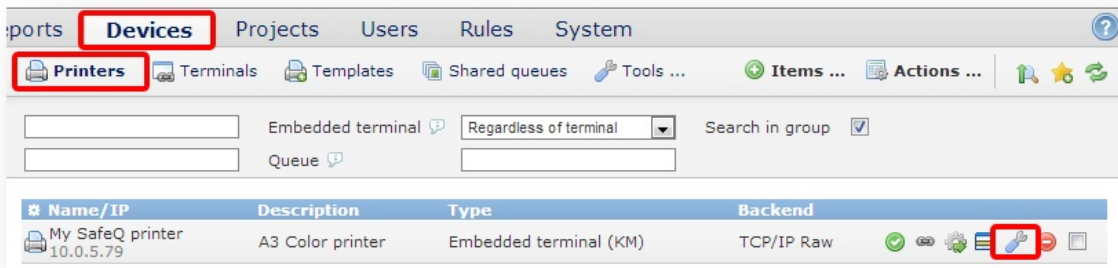 Devices Projects Users Rules System ?
Printers Terminals Templates Shared queues Tools ... Items ... Actions ...
Embedded terminal Regardless of terminal Search in group
Queue
Name/IP Description Type Backend
My SafeQ printer A3 Color printer Embedded terminal (KM) TCP/IP Raw
10.0.5.79